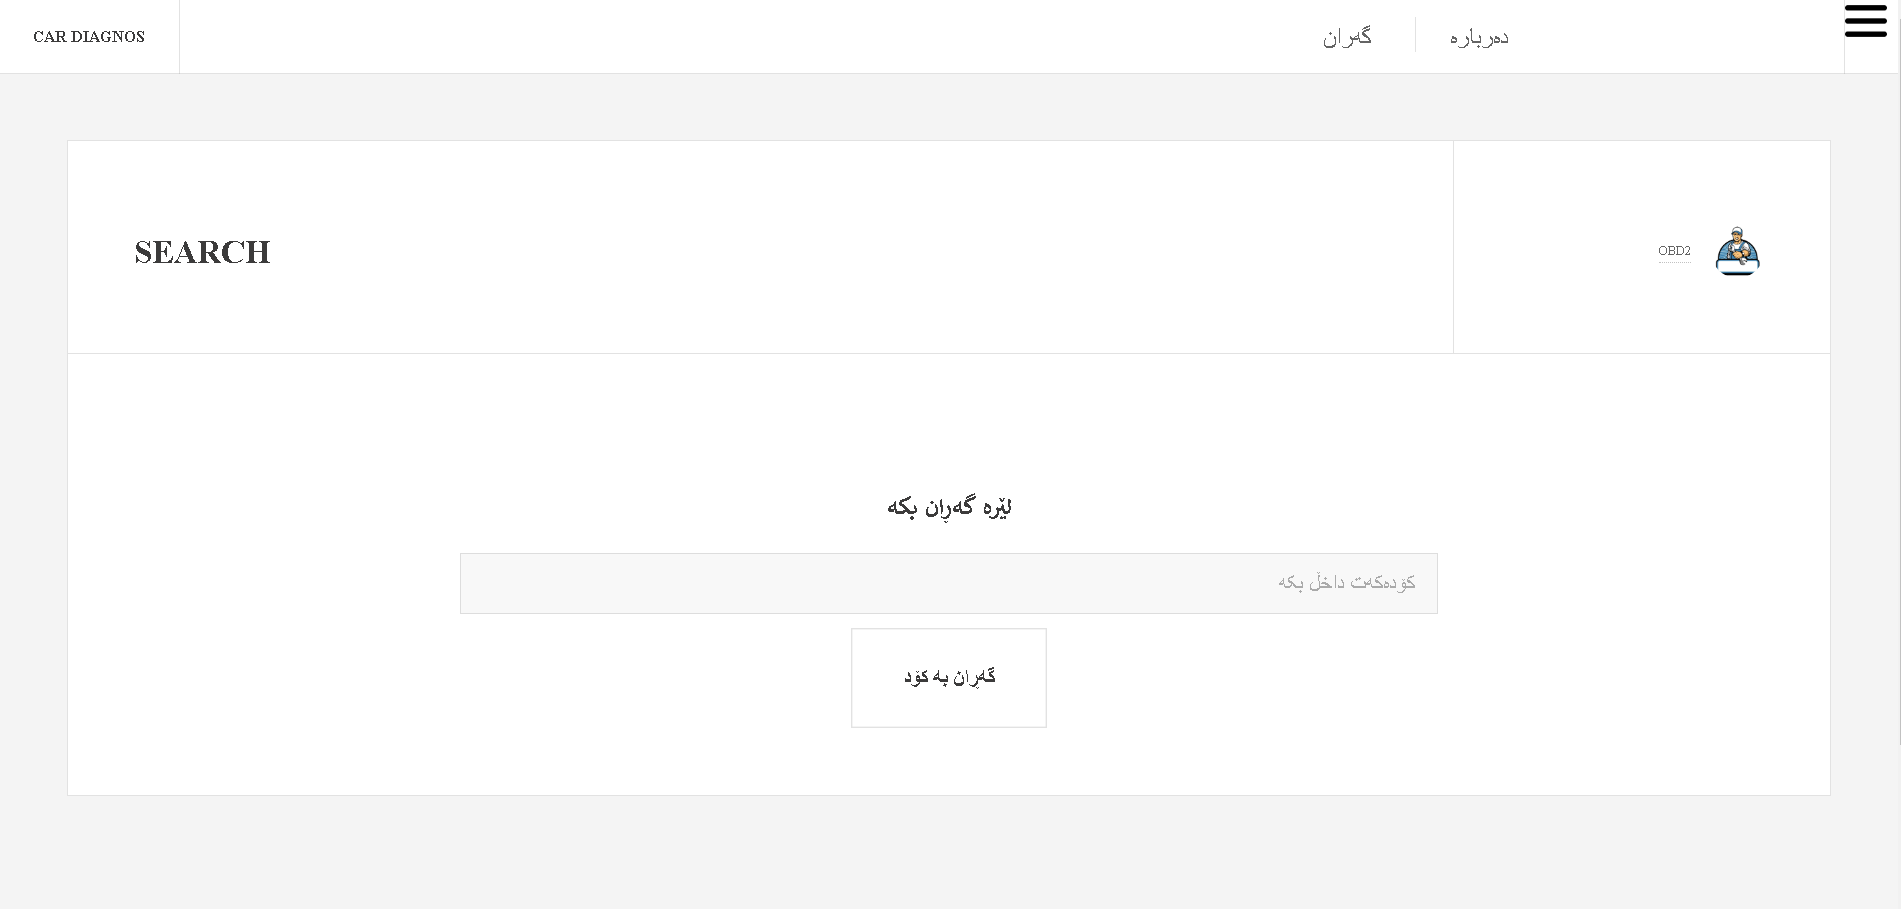 CAR DIAGNOS
گەران
دەربارە
SEARCH
OBD2
لێرە گەڕان بکە
کۆدەکەت داخڵ بکە
گەڕان بە کۆد